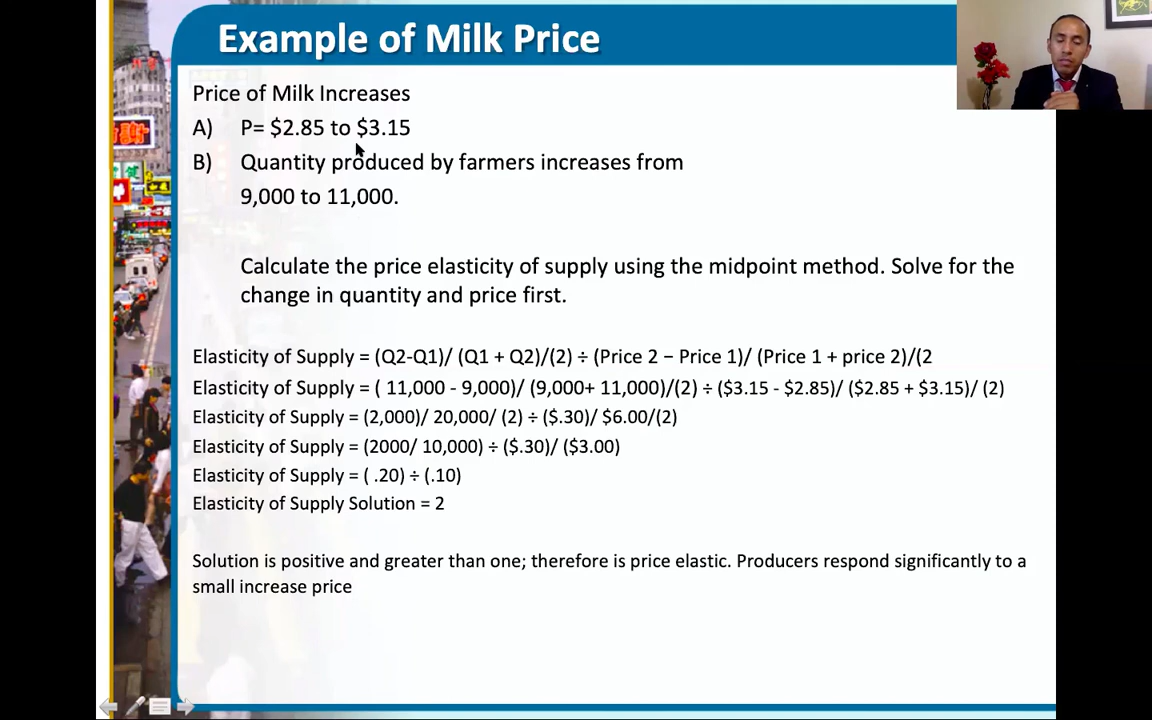 Example of Milk Price
Price of Milk Increases
A) P= $2.85 to $3.15
B) Quantity produced by farmers increases from
9,000 to 11,000.
Calculate the price elasticity of supply using the midpoint method. Solve for the
change in quantity and price first.
Elasticity of Supply = (Q2-Q1)/ (Q1 + Q2)/(2) ÷ (Price 2 − Price 1)/ (Price 1 + price 2)/(2
Elasticity of Supply = ( 11,000 - 9,000)/ (9,000+ 11,000)/(2) ÷ ($3.15 - $2.85)/ ($2.85 + $3.15)/ (2)
Elasticity of Supply = (2,000)/ 20,000/ (2) ÷ ($.30)/ $6.00/(2)
Elasticity of Supply = (2000/ 10,000) ÷ ($.30)/ ($3.00)
Elasticity of Supply = ( .20) ÷ (.10)
Elasticity of Supply Solution = 2
Solution is positive and greater than one; therefore is price elastic. Producers respond significantly to a
small increase price